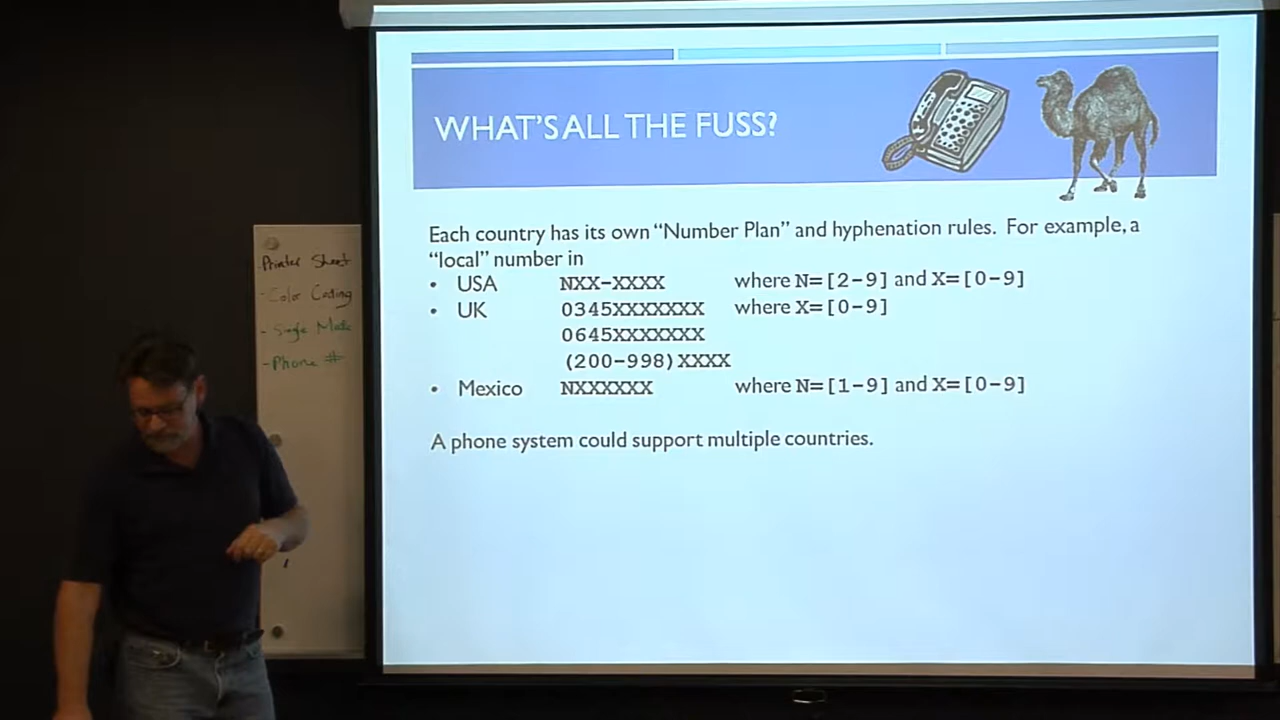 WHAT'S ALL THE FUSS?
Each country has its own “Number Plan” and hyphenation rules. For example, a
“local” number in
• USA NXX-XXXX where N=[2-9] and X=[0-9]
• UK 0345XXXXXXX where X=[0-9]
0645XXXXXXX
(200-998)XXXX
• Mexico NXXXXXX where N=[1-9] and X=[0-9]
A phone system could support multiple countries.
- Printer Sheet
- Color Coding
- Single Mode
- Phone #